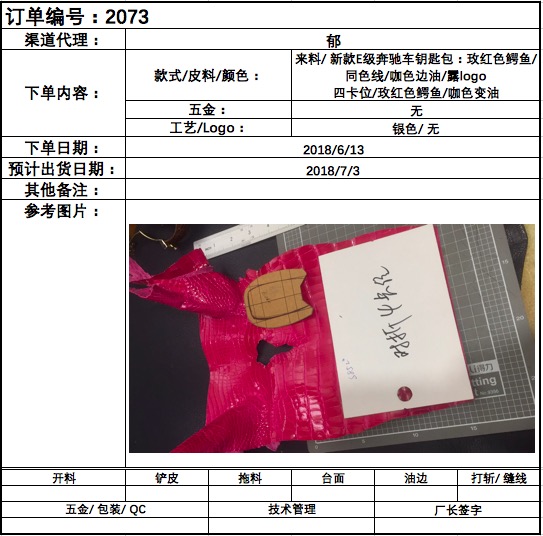 订单编号：2073
渠道代理：
郁
下单内容：
款式/皮料/颜色：
来料/ 新款E级奔驰车钥匙包：玫红色鳄鱼/
同色线/咖色边油/露logo
四卡位/玫红色鳄鱼/咖色变油
五金：
无
工艺/Logo：
银色/ 无
下单日期：
2018/6/13
预计出货日期：
2018/7/3
其他备注：
参考图片：
开料
铲皮
拖料
台面
油边
打斩/ 缝线
五金/ 包装/ QC
技术管理
厂长签字